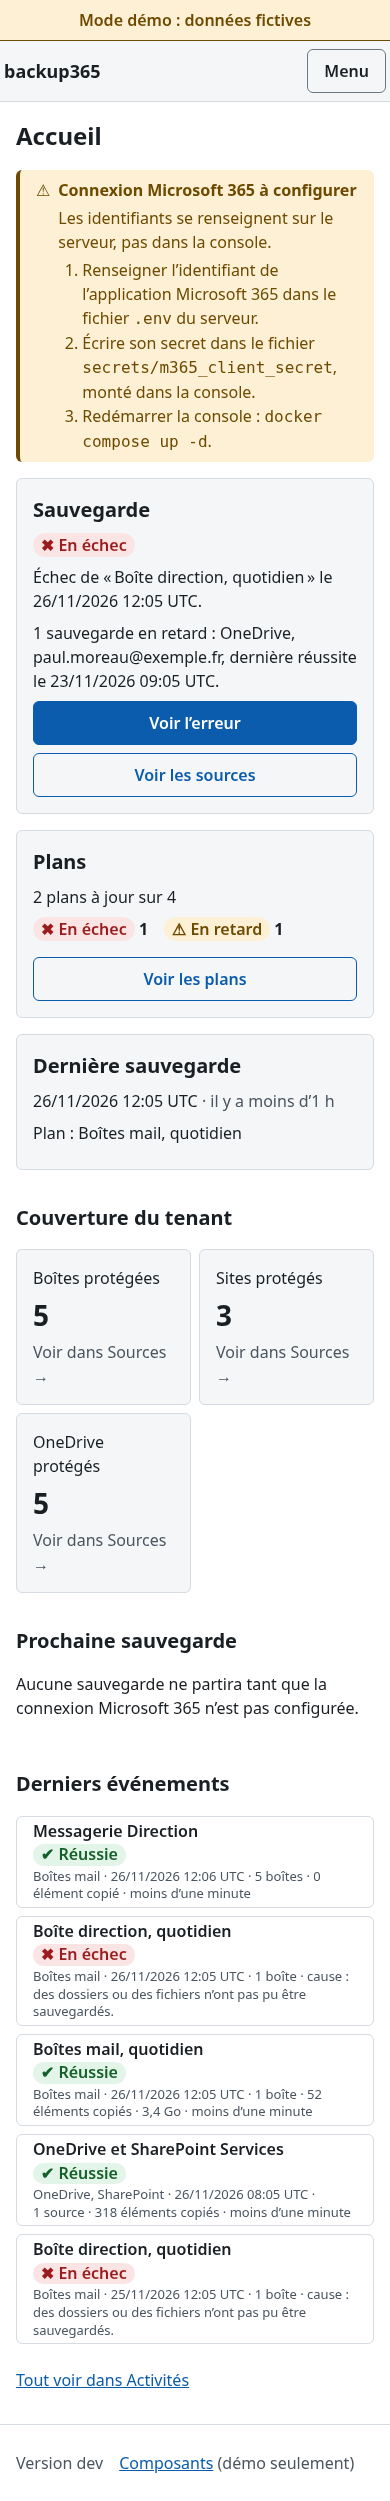 Mode démo : données fictives
backup365
Menu
Accueil
⚠ Connexion Microsoft 365 à configurer
Les identifiants se renseignent sur le
serveur, pas dans la console.
1. Renseigner l’identifiant de
l’application Microsoft 365 dans le
fichier .env du serveur.
2. Écrire son secret dans le fichier
secrets/m365_client_secret,
monté dans la console.
3. Redémarrer la console : docker
compose up -d.
Sauvegarde
✖ En échec
Échec de « Boîte direction, quotidien » le
26/11/2026 12:05 UTC.
1 sauvegarde en retard : OneDrive,
paul.moreau@exemple.fr, dernière réussite
le 23/11/2026 09:05 UTC.
Voir l’erreur
Voir les sources
Plans
2 plans à jour sur 4
✖ En échec 1 ⚠ En retard 1
Voir les plans
Dernière sauvegarde
26/11/2026 12:05 UTC · il y a moins d’1 h
Plan : Boîtes mail, quotidien
Couverture du tenant
Boîtes protégées
5
Voir dans Sources
→
Sites protégés
3
Voir dans Sources
→
OneDrive
protégés
5
Voir dans Sources
→
Prochaine sauvegarde
Aucune sauvegarde ne partira tant que la
connexion Microsoft 365 n’est pas configurée.
Derniers événements
Messagerie Direction
✔ Réussie
Boîtes mail · 26/11/2026 12:06 UTC · 5 boîtes · 0
élément copié · moins d’une minute
Boîte direction, quotidien
✖ En échec
Boîtes mail · 26/11/2026 12:05 UTC · 1 boîte · cause :
des dossiers ou des fichiers n’ont pas pu être
sauvegardés.
Boîtes mail, quotidien
✔ Réussie
Boîtes mail · 26/11/2026 12:05 UTC · 1 boîte · 52
éléments copiés · 3,4 Go · moins d’une minute
OneDrive et SharePoint Services
✔ Réussie
OneDrive, SharePoint · 26/11/2026 08:05 UTC ·
1 source · 318 éléments copiés · moins d’une minute
Boîte direction, quotidien
✖ En échec
Boîtes mail · 25/11/2026 12:05 UTC · 1 boîte · cause :
des dossiers ou des fichiers n’ont pas pu être
sauvegardés.
Tout voir dans Activités
Version dev Composants (démo seulement)